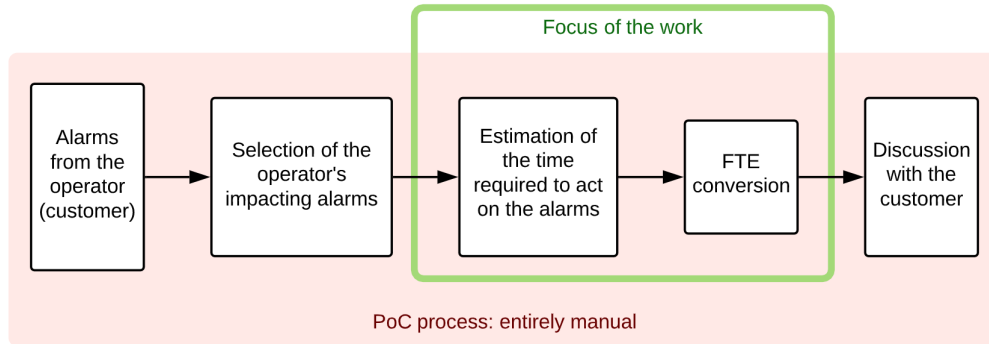 Focus of the work
Alarms
from the
operator
(customer)
Selection of the
operator's
impacting alarms
Estimation of
the time
required to act
on the alarms
FTE
conversion
Discussion
with the
customer
PoC process: entirely manual